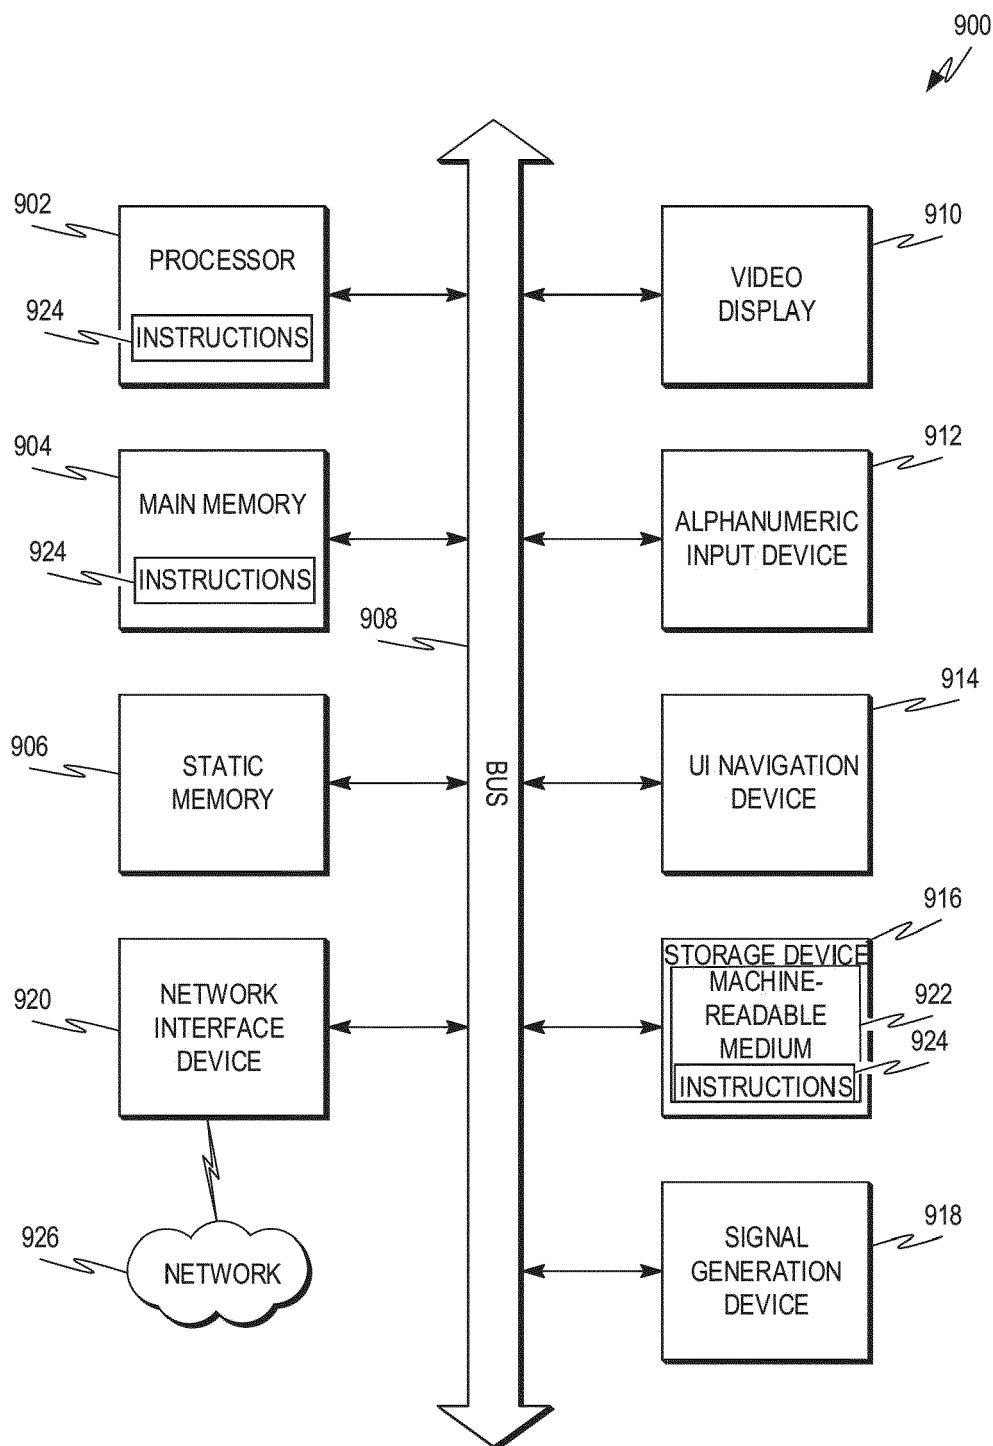 900
902
PROCESSOR
924
INSTRUCTIONS
904
MAIN MEMORY
924
INSTRUCTIONS
908
906
STATIC
MEMORY
920
NETWORK
INTERFACE
DEVICE
926
NETWORK
BUS
910
VIDEO
DISPLAY
912
ALPHANUMERIC
INPUT DEVICE
914
UI NAVIGATION
DEVICE
916
STORAGE DEVICE
MACHINE-
READABLE
MEDIUM
922
924
INSTRUCTIONS
918
SIGNAL
GENERATION
DEVICE